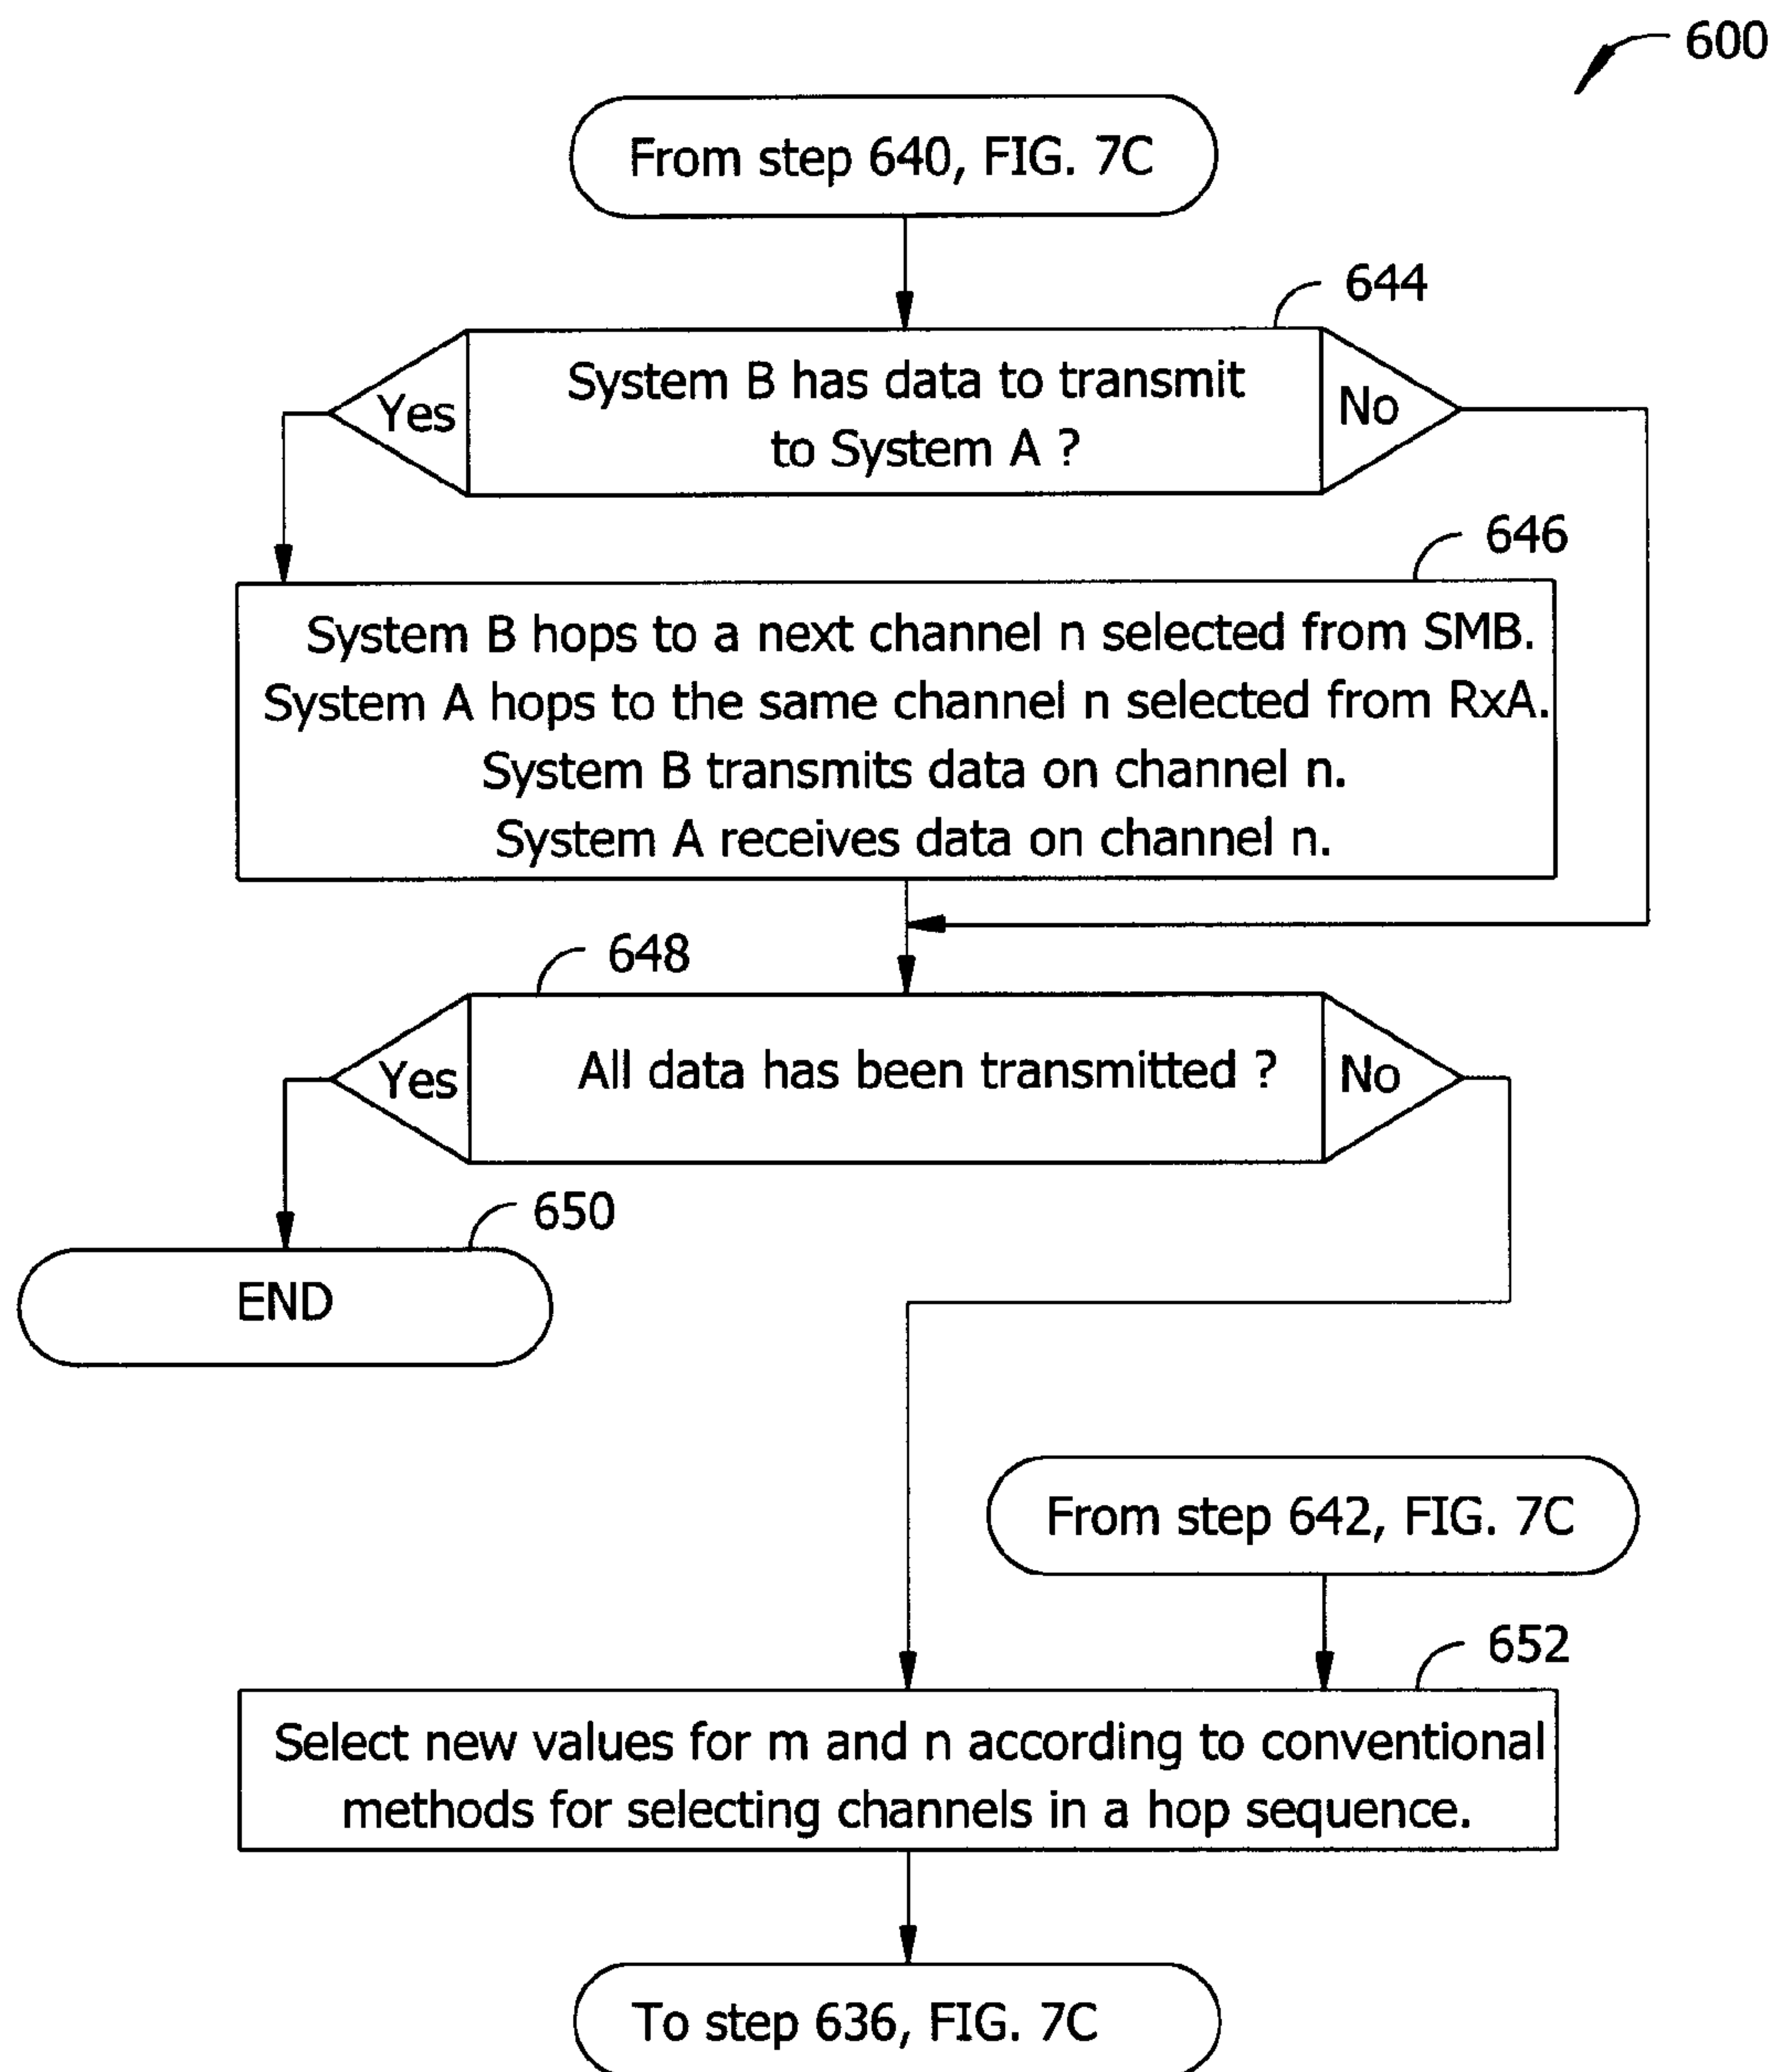 600
From step 640, FIG. 7C
644
Yes
System B has data to transmit
to System A ?
No
646
System B hops to a next channel n selected from SMB.
System A hops to the same channel n selected from RxA.
System B transmits data on channel n.
System A receives data on channel n.
648
Yes
All data has been transmitted ?
No
650
END
From step 642, FIG. 7C
652
Select new values for m and n according to conventional
methods for selecting channels in a hop sequence.
To step 636, FIG. 7C